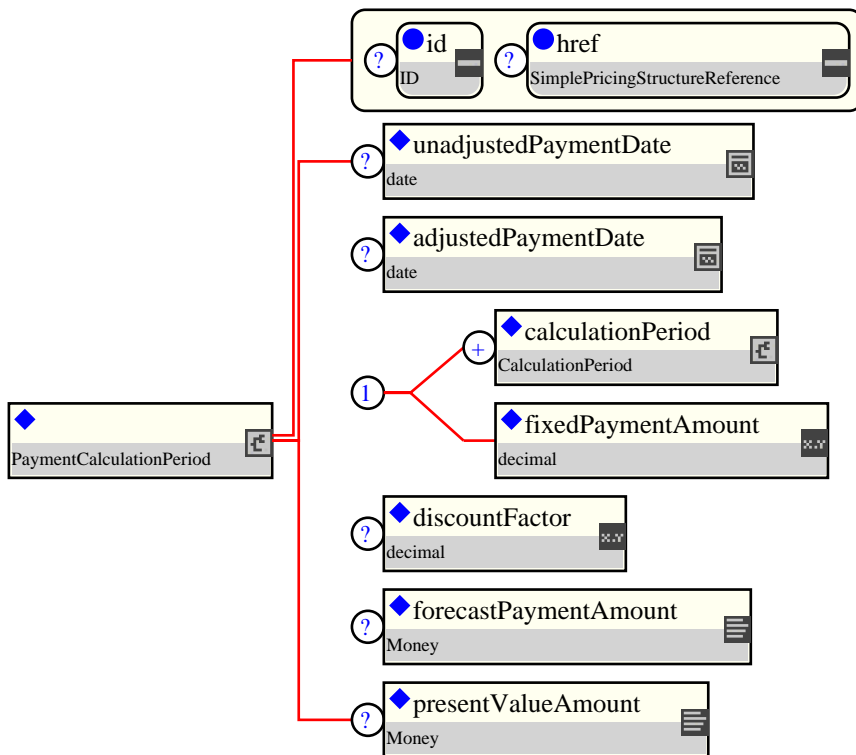 ? id ? href
ID SimplePricingStructureReference
? unadjustedPaymentDate
date
? adjustedPaymentDate
date
+ calculationPeriod
CalculationPeriod
1
fixedPaymentAmount
X.Y
decimal
PaymentCalculationPeriod
? discountFactor
X.Y
decimal
? forecastPaymentAmount
Money
? presentValueAmount
Money